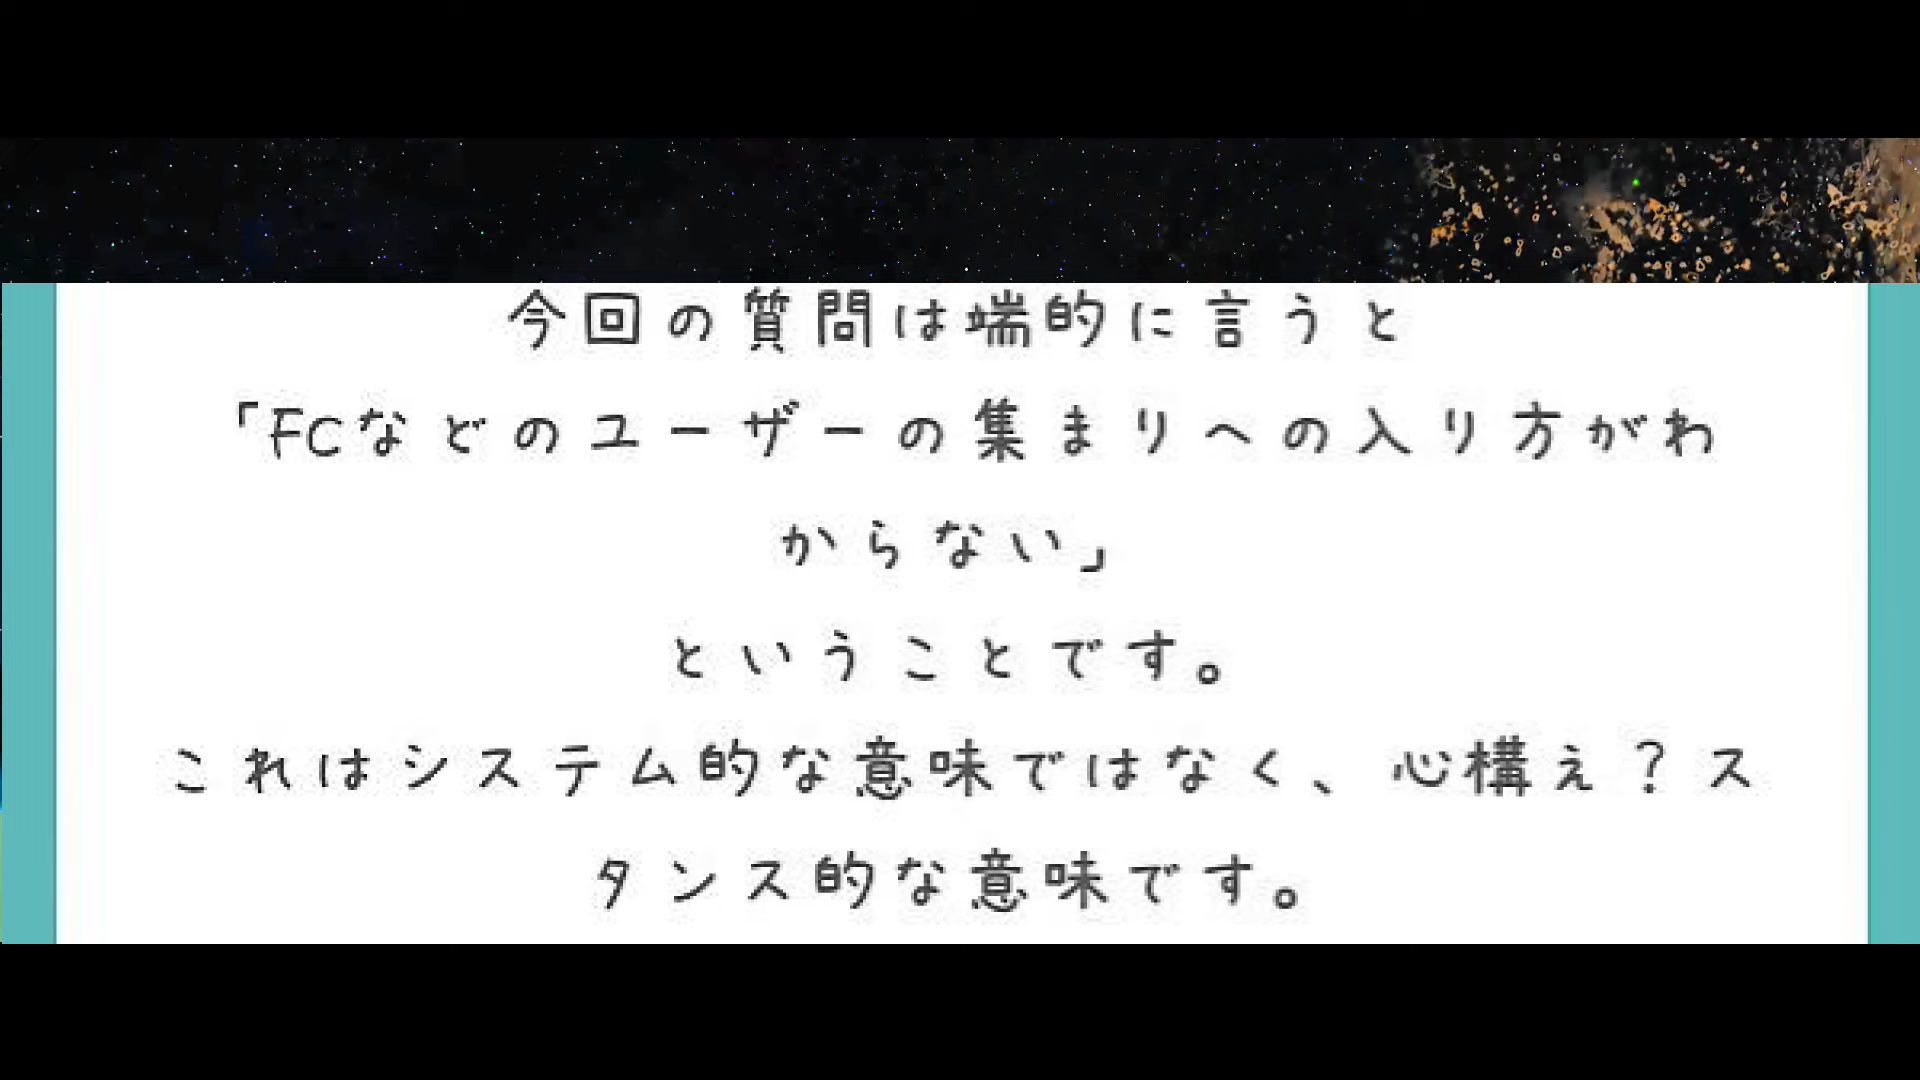 今回の質問は端的に言うと
「FCなどのユーザーの集まりへの入り方がわ
からない」
ということです。
これはシステム的な意味ではなく、心構え？ス
タンス的な意味です。